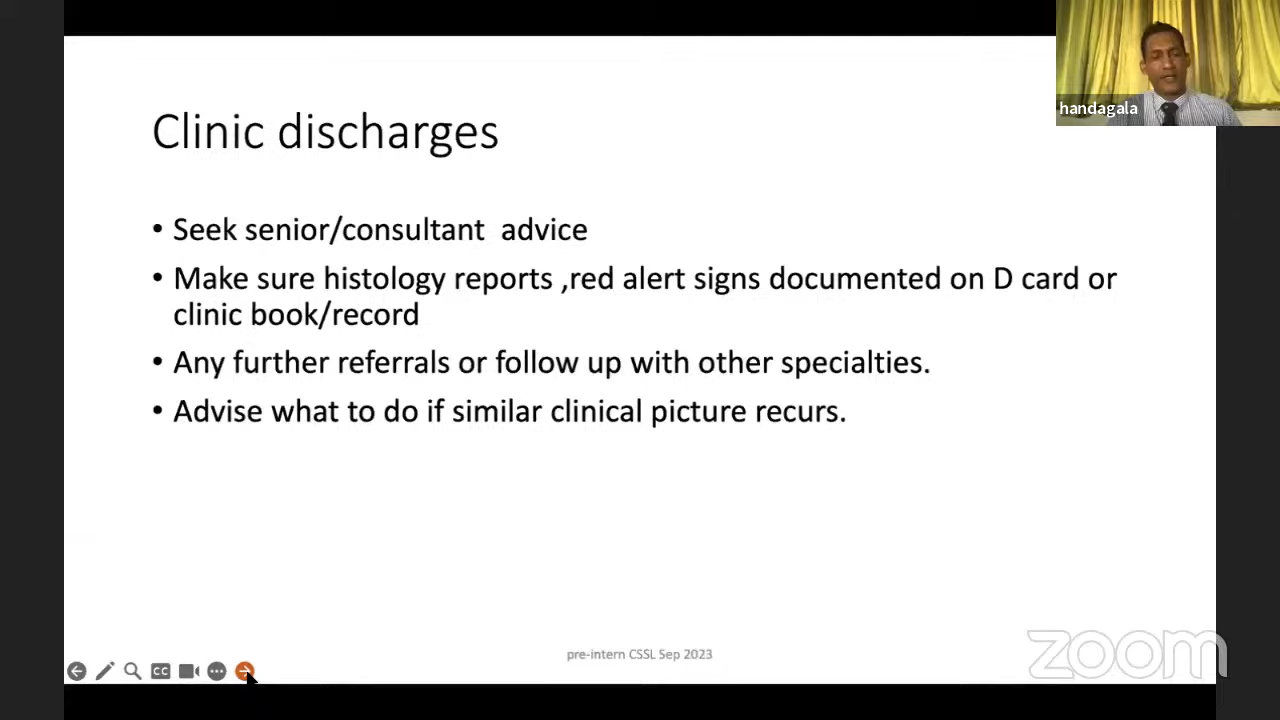 handagala
Clinic discharges
• Seek senior/consultant  advice
• Make sure histology reports ,red alert signs documented on D card or
clinic book/record
• Any further referrals or follow up with other specialties.
• Advise what to do if similar clinical picture recurs.
pre-intern CSSL Sep 2023
zoom
CC